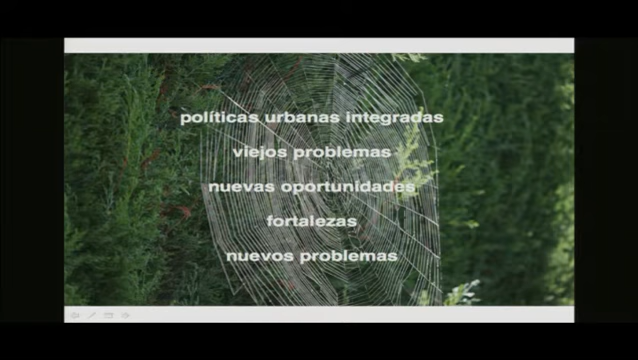 políticas urbanas integradas
viejos problemas
nuevas oportunidades
fortalezas
nuevos problemas